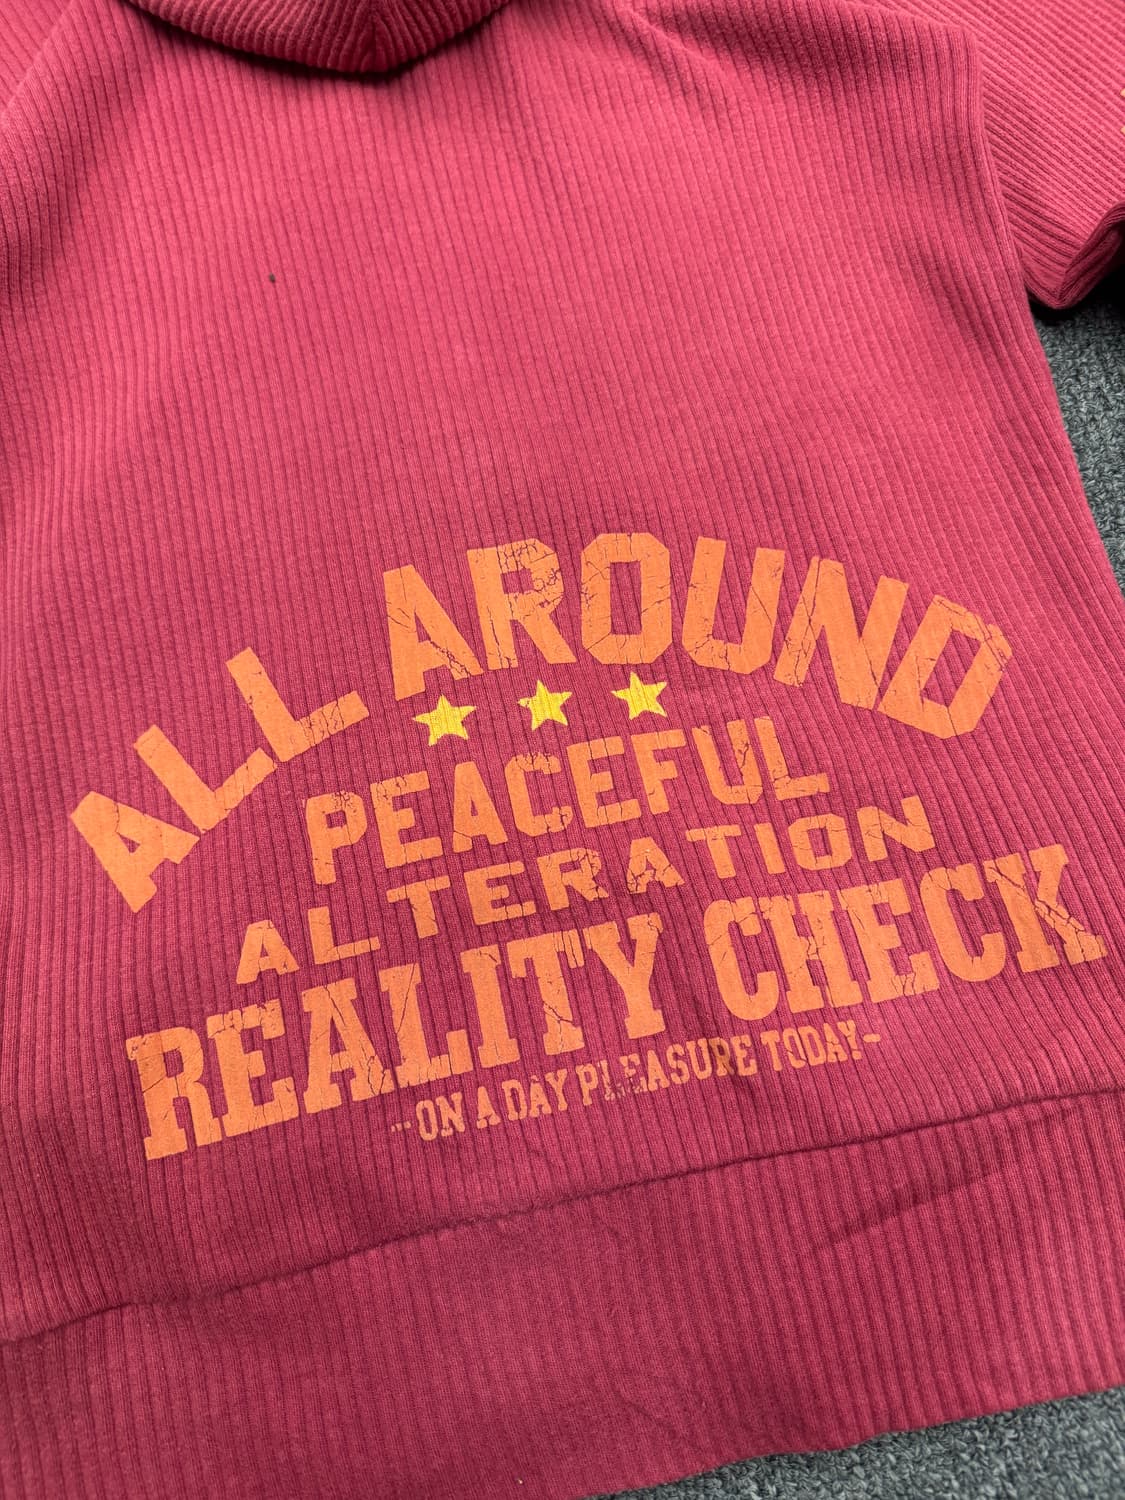 ALL AROUND
PEACEFUL
ALTERATION
REALITY CHECK
-ON A DAY PLEASURE TODAY-